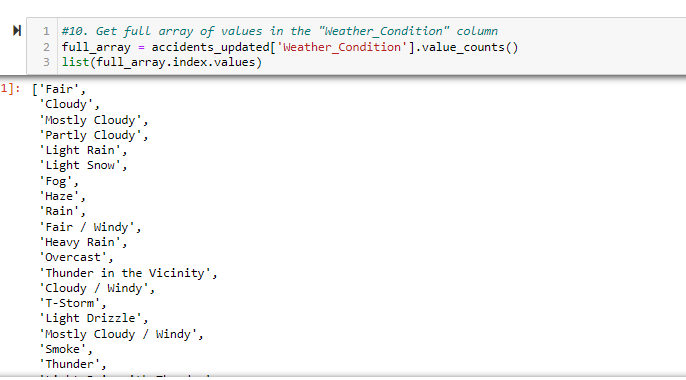 1 #10. Get full array of values in the "Weather_Condition" column
2 full_array = accidents_updated['Weather_Condition'].value_counts()
3 list(full_array.index.values)
1]: ['Fair',
'Cloudy',
'Mostly Cloudy',
'Partly Cloudy',
'Light Rain',
'Light Snow',
'Fog',
'Haze',
'Rain',
'Fair / Windy',
'Heavy Rain',
'Overcast',
'Thunder in the Vicinity',
'Cloudy / Windy',
'T-Storm',
'Light Drizzle',
'Mostly Cloudy / Windy',
'Smoke',
'Thunder',